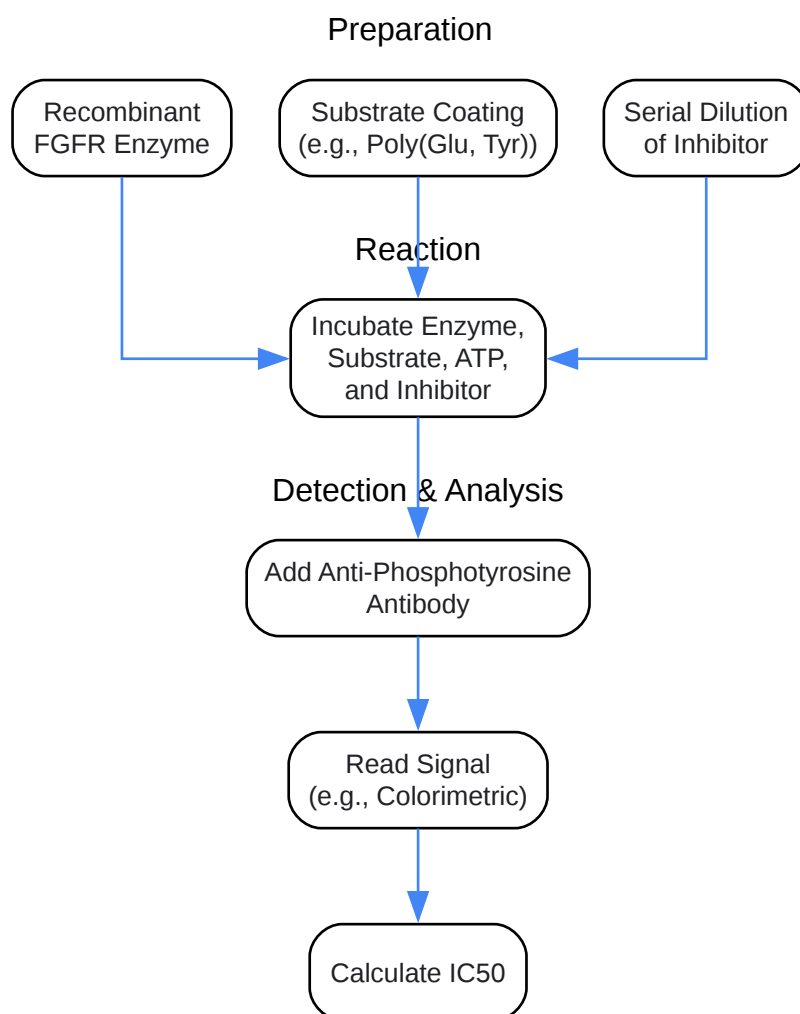 Preparation
Recombinant
FGFR Enzyme
Substrate Coating
(e.g., Poly(Glu, Tyr))
Serial Dilution
of Inhibitor
Reaction
Incubate Enzyme,
Substrate, ATP,
and Inhibitor
Detection & Analysis
Add Anti-Phosphotyrosine
Antibody
Read Signal
(e.g., Colorimetric)
Calculate IC50